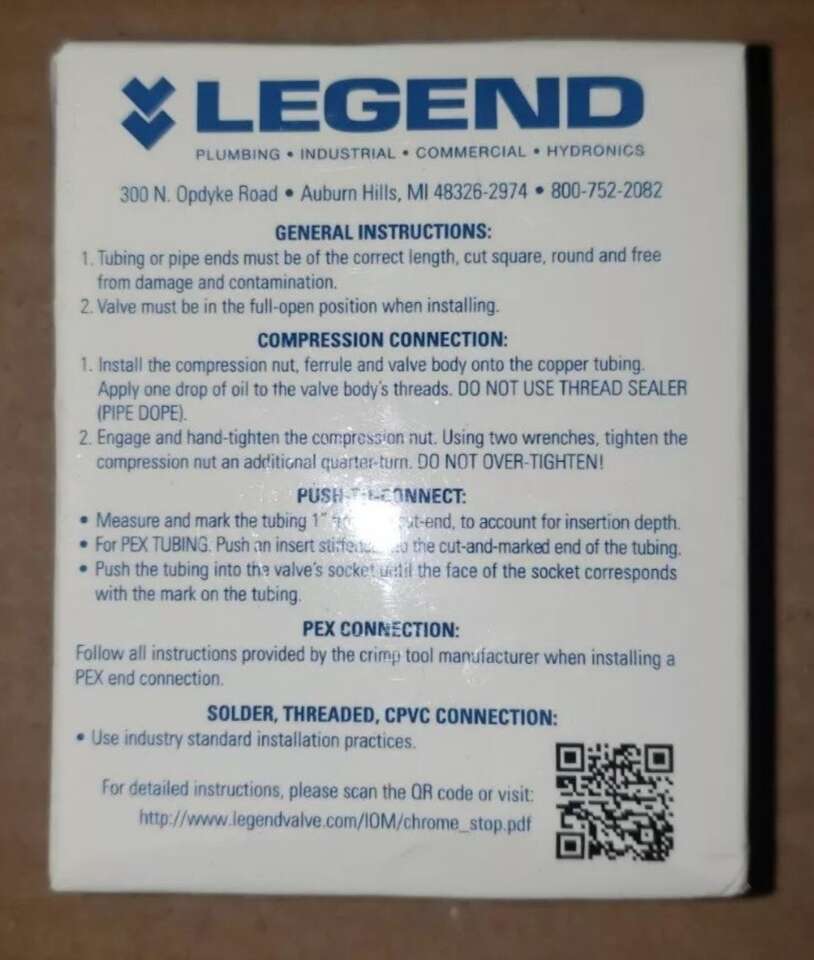 LEGEND
PLUMBING • INDUSTRIAL • COMMERCIAL • HYDRONICS
300 N. Opdyke Road • Auburn Hills, MI 48326-2974 • 800-752-2082
GENERAL INSTRUCTIONS:
1. Tubing or pipe ends must be of the correct length, cut square, round and free
from damage and contamination.
2. Valve must be in the full-open position when installing.
COMPRESSION CONNECTION:
1. Install the compression nut, ferrule and valve body onto the copper tubing.
Apply one drop of oil to the valve body's threads. DO NOT USE THREAD SEALER
(PIPE DOPE).
2. Engage and hand-tighten the compression nut. Using two wrenches, tighten the
compression nut an additional quarter-turn. DO NOT OVER-TIGHTEN!
PUSH-CONNECT:
• Measure and mark the tubing 1" cut-end, to account for insertion depth.
• For PEX TUBING. Push an insert the cut-and-marked end of the tubing.
• Push the tubing into the valve's socket until the face of the socket corresponds
with the mark on the tubing.
PEX CONNECTION:
Follow all instructions provided by the crimp tool manufacturer when installing a
PEX end connection.
SOLDER, THREADED, CPVC CONNECTION:
• Use industry standard installation practices.
For detailed instructions, please scan the QR code or visit:
http://www.legendvalve.com/IOM/chrome_stop.pdf